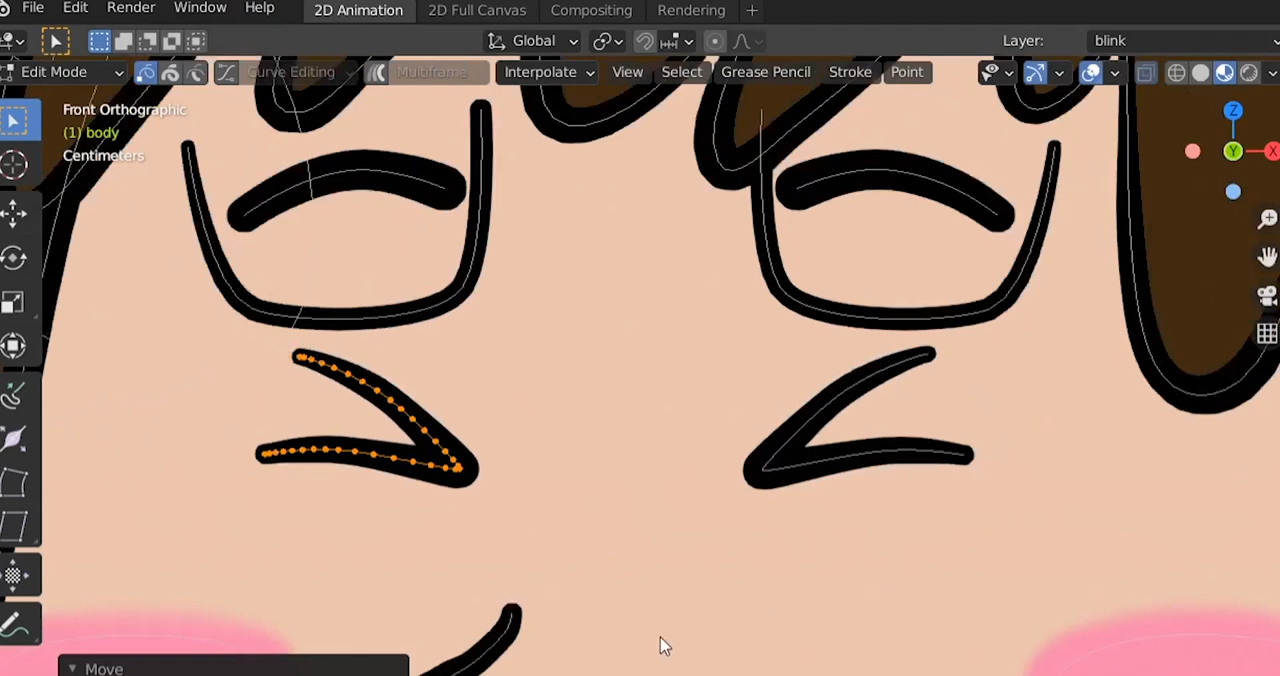 File Edit Render Window Help 2D Animation 2D Full Canvas Compositing Rendering +
Global Layer: blink
Edit Mode Curve Editing Multiframe Interpolate View Select Grease Pencil Stroke Point
Front Orthographic
(1) body
Centimeters
Z
Y
X
Move